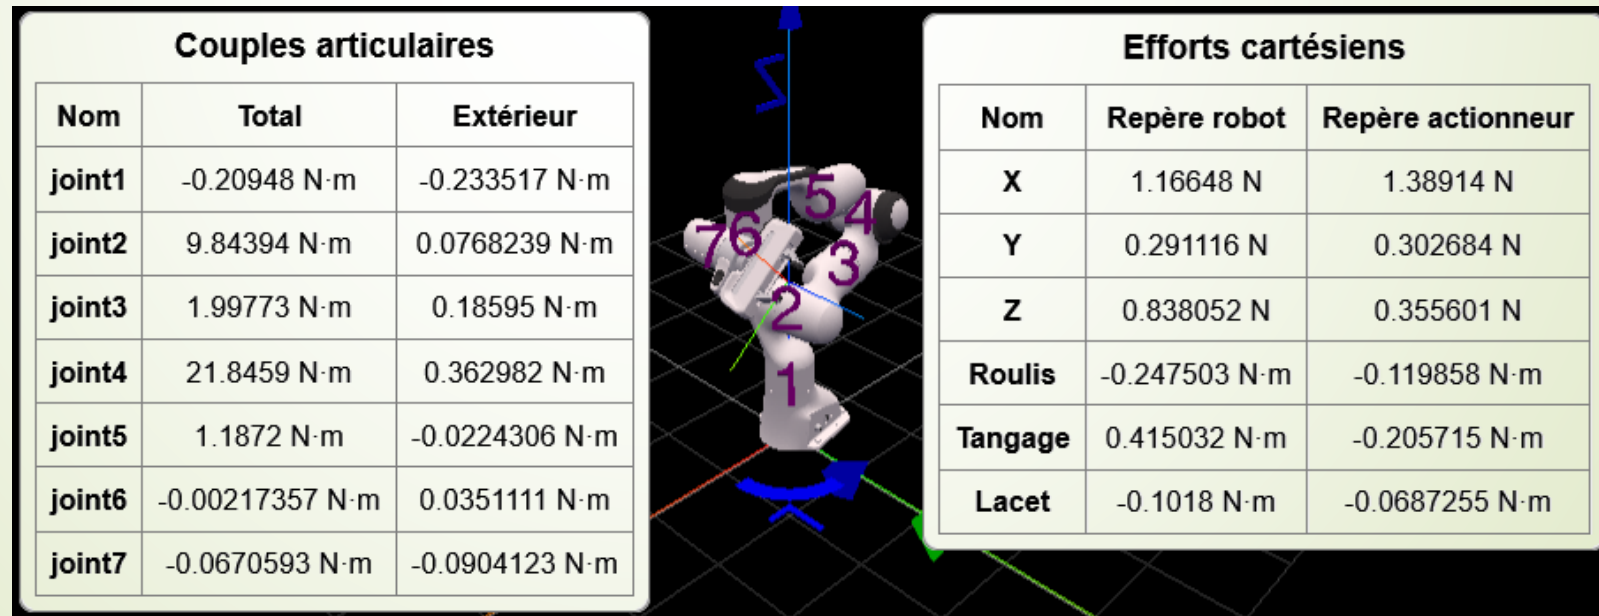 Couples articulaires
Nom Total Extérieur
joint1 -0.20948 N·m -0.233517 N·m
joint2 9.84394 N·m 0.0768239 N·m
joint3 1.99773 N·m 0.18595 N·m
joint4 21.8459 N·m 0.362982 N·m
joint5 1.1872 N·m -0.0224306 N·m
joint6 -0.00217357 N·m 0.0351111 N·m
joint7 -0.0670593 N·m -0.0904123 N·m
Z
5
4
6
7
3
2
1
Y
Efforts cartésiens
Nom Repère robot Repère actionneur
X 1.16648 N 1.38914 N
Y 0.291116 N 0.302684 N
Z 0.838052 N 0.355601 N
Roulis -0.247503 N·m -0.119858 N·m
Tangage 0.415032 N·m -0.205715 N·m
Lacet -0.1018 N·m -0.0687255 N·m